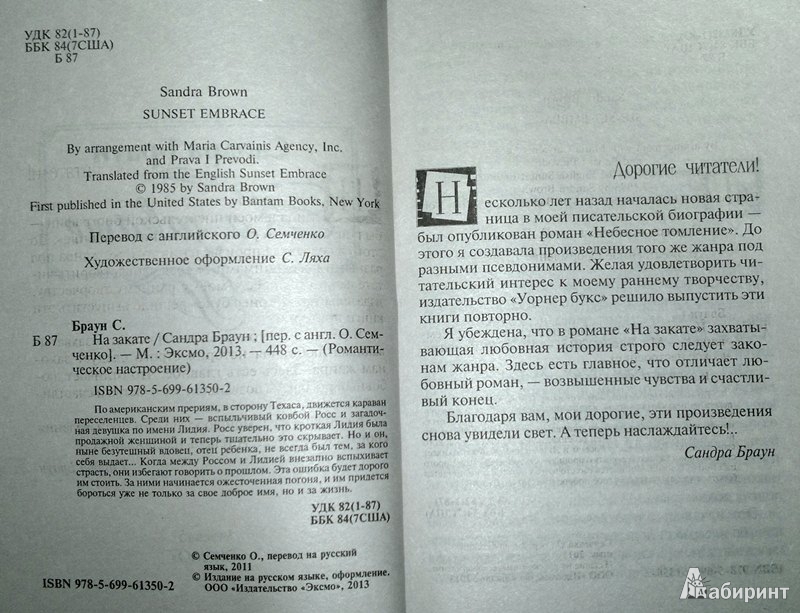 УДК 82(1-87)
ББК 84(7США)
Б 87
Sandra Brown
SUNSET EMBRACE
By arrangement with Maria Carvainis Agency, Inc.
and Prava I Prevodi.
Translated from the English Sunset Embrace
© 1985 by Sandra Brown
First published in the United States by Bantam Books, New York
Перевод с английского О. Семченко
Художественное оформление С. Ляха
Браун С.
Б 87 На закате / Сандра Браун ; [пер. с англ. О. Сем-
ченко]. — М. : Эксмо, 2013. — 448 с. — (Романти-
ческое настроение)
ISBN 978-5-699-61350-2
По американским прериям, в сторону Техаса, движется караван
переселенцев. Среди них — вспыльчивый ковбой Росс и загадоч-
ная девушка по имени Лидия. Росс уверен, что кроткая Лидия была
продажной женщиной и теперь тщательно это скрывает. Но и он,
ныне безутешный вдовец, отец ребенка, не всегда был тем, за кого
себя выдает... Когда между Россом и Лидией внезапно вспыхивает
страсть, они избегают говорить о прошлом. Эта ошибка будет дорого
им стоить. За ними начинается ожесточенная погоня, и им придется
бороться уже не только за свое доброе имя, но и за жизнь.
УДК 82(1-87)
ББК 84(7США)
© Семченко О., перевод на русский
язык, 2011
© Издание на русском языке, оформление.
ООО «Издательство «Эксмо», 2013
ISBN 978-5-699-61350-2
Дорогие читатели!
Несколько лет назад началась новая стра-
ница в моей писательской биографии —
был опубликован роман «Небесное томление». До
этого я создавала произведения того же жанра под
разными псевдонимами. Желая удовлетворить чи-
тательский интерес к моему раннему творчеству,
издательство «Уорнер букс» решило выпустить эти
книги повторно.
Я убеждена, что в романе «На закате» захваты-
вающая любовная история строго следует зако-
нам жанра. Здесь есть главное, что отличает лю-
бовный роман, — возвышенные чувства и счастли-
вый конец.
Благодаря вам, мои дорогие, эти произведения
снова увидели свет. А теперь наслаждайтесь!..
Сандра Браун
Лабиринт